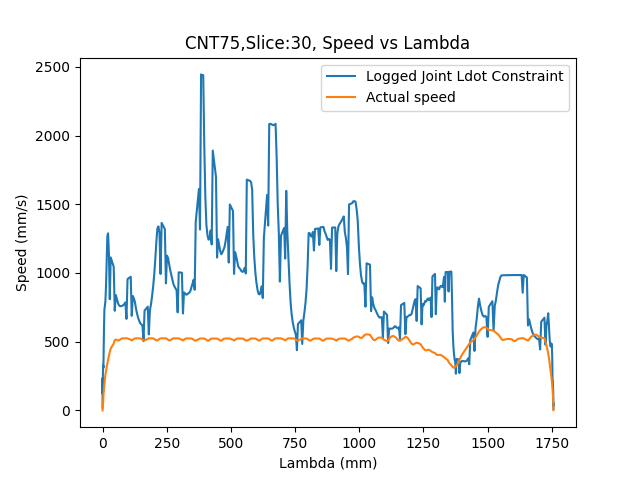 CNT75,Slice:30, Speed vs Lambda
Logged Joint Ldot Constraint
Actual speed
Speed (mm/s)
2500
2000
1500
1000
500
0
0 250 500 750 1000 1250 1500 1750
Lambda (mm)